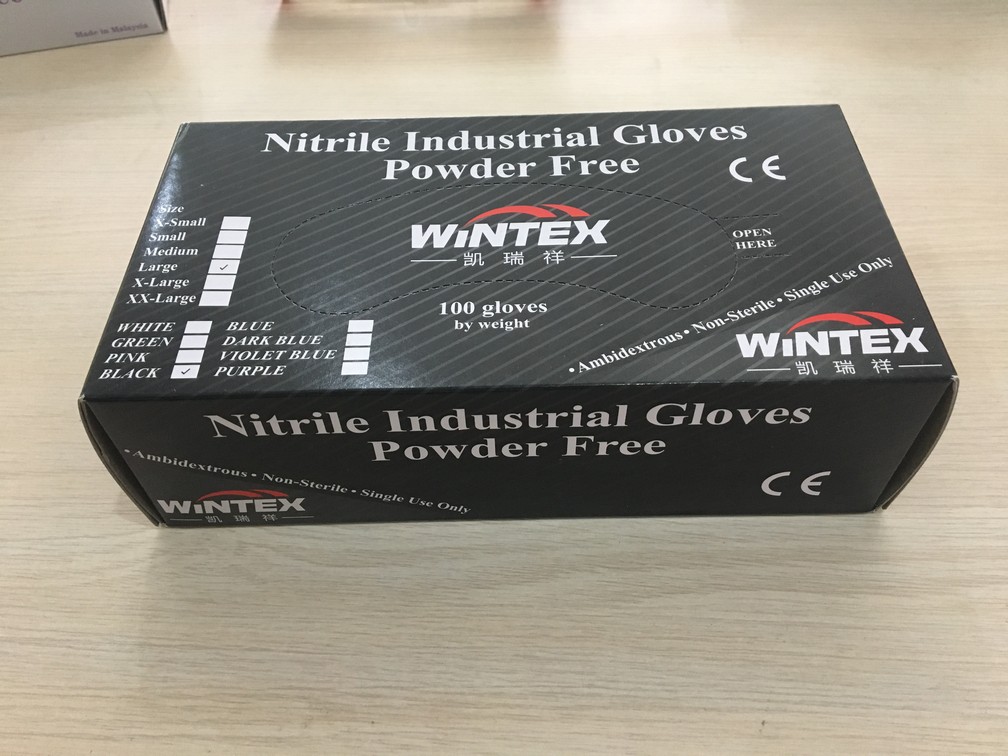 Made in Malaysia
Nitrile Industrial Gloves
Powder Free
CE
Size
X-Small
Small
Medium
Large ✓
X-Large
XX-Large
WINTEX
凯瑞祥
OPEN
HERE
100 gloves
by weight
WHITE BLUE
GREEN DARK BLUE
PINK VIOLET BLUE
BLACK ✓ PURPLE
•Ambidextrous• Non-Sterile • Single Use Only
WINTEX
凯瑞祥
Nitrile Industrial Gloves
Powder Free
•Ambidextrous• Non-Sterile • Single Use Only
CE
WINTEX
凯瑞祥